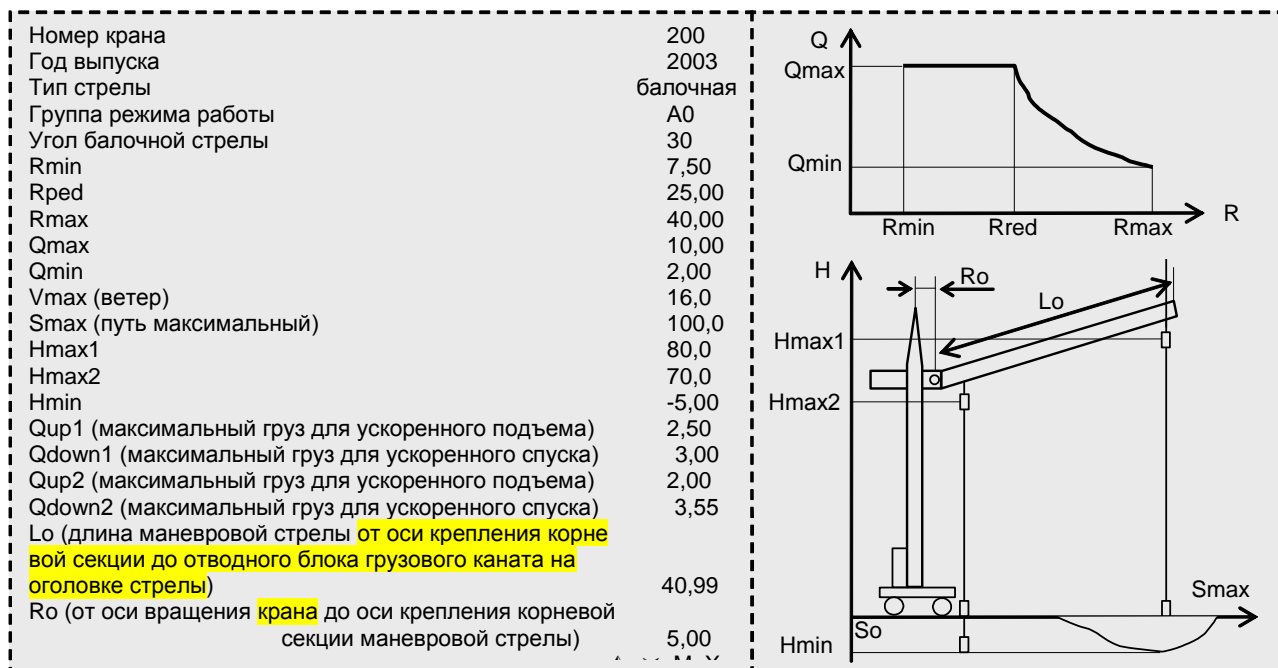 Номер крана 200
Год выпуска 2003
Тип стрелы балочная
Группа режима работы А0
Угол балочной стрелы 30
Rmin 7,50
Rped 25,00
Rmax 40,00
Qmax 10,00
Qmin 2,00
Vmax (ветер) 16,0
Smax (путь максимальный) 100,0
Hmax1 80,0
Hmax2 70,0
Hmin -5,00
Qup1 (максимальный груз для ускоренного подъема) 2,50
Qdown1 (максимальный груз для ускоренного спуска) 3,00
Qup2 (максимальный груз для ускоренного подъема) 2,00
Qdown2 (максимальный груз для ускоренного спуска) 3,55
Lo (длина маневровой стрелы от оси крепления корне
вой секции до отводного блока грузового каната на
оголовке стрелы) 40,99
Ro (от оси вращения крана до оси крепления корневой
секции маневровой стрелы) 5,00
Q
Qmax
Qmin
R
Rmin Rred Rmax
H
Ro
Lo
Hmax1
Hmax2
Smax
So
Hmin